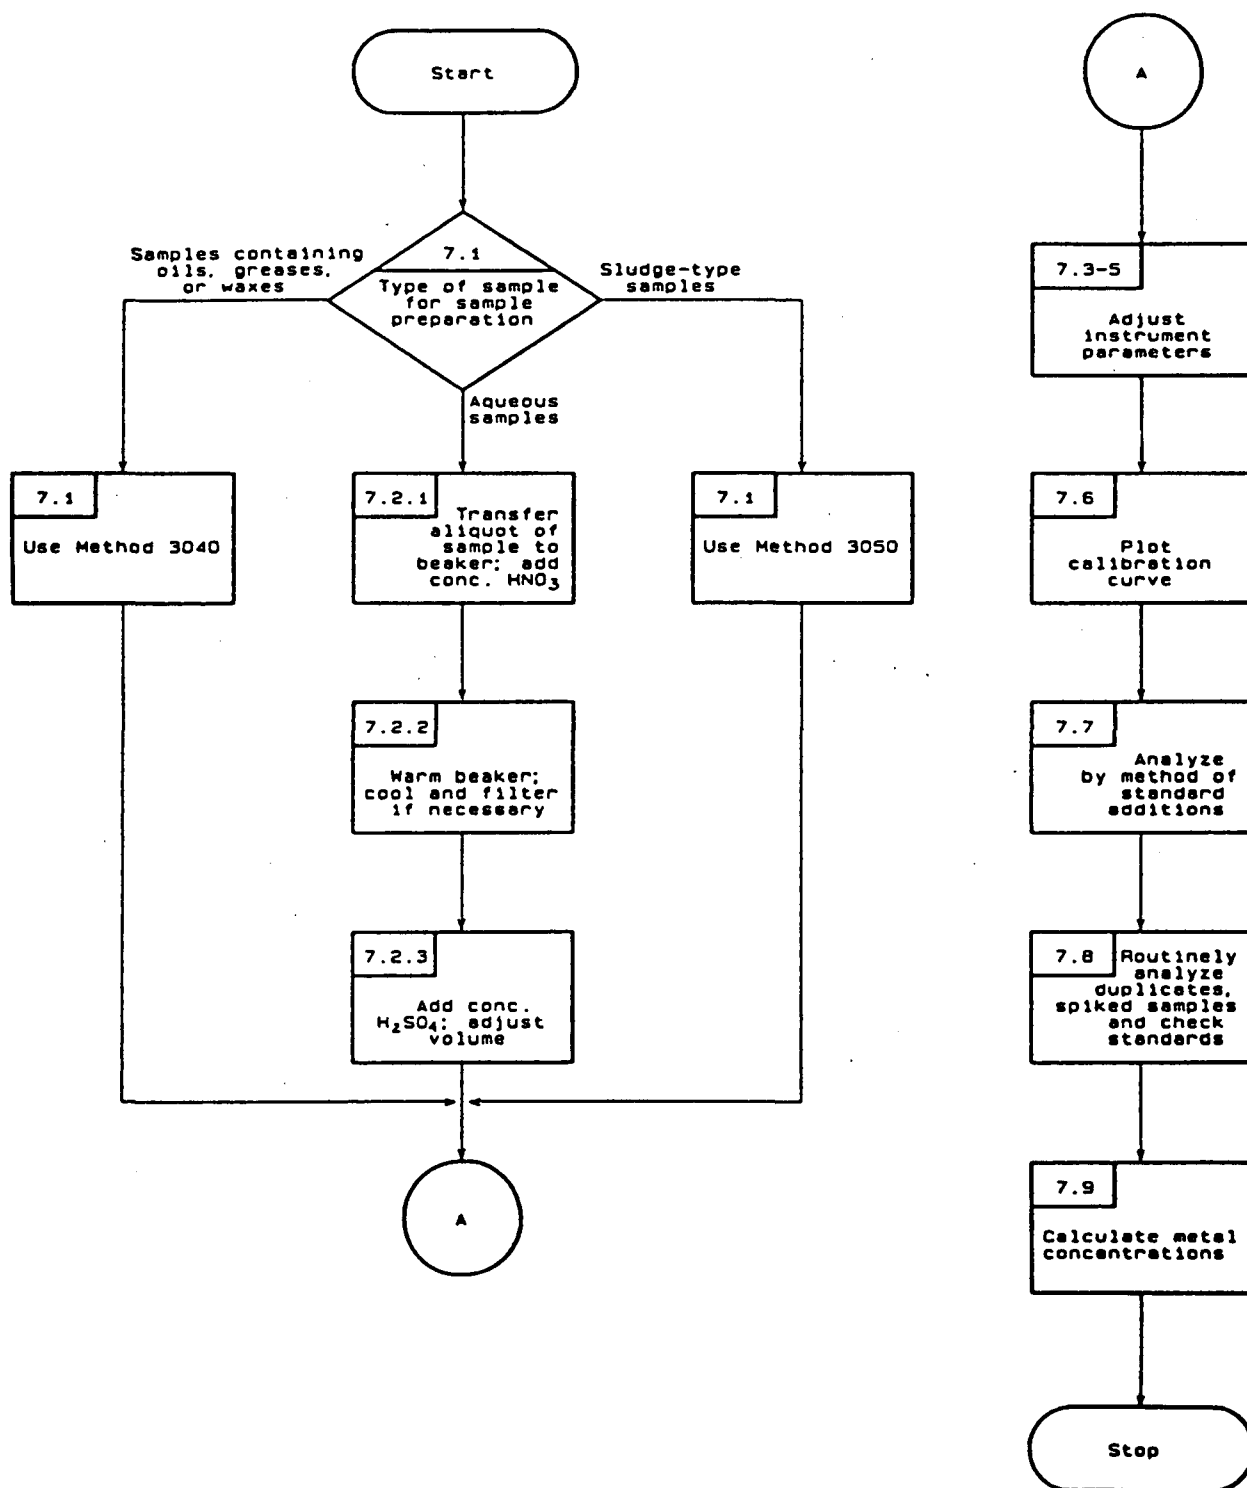 Start
7.1
Type of sample
for sample
preparation
Samples containing
oils, greases,
or waxes
Sludge-type
samples
Aqueous
samples
7.1
Use Method 3040
7.2.1
Transfer
aliquot of
sample to
beaker; add
conc. HNO3
7.1
Use Method 3050
7.2.2
Warm beaker;
cool and filter
if necessary
7.2.3
Add conc.
H2SO4; adjust
volume
A
A
7.3-5
Adjust
instrument
parameters
7.6
Plot
calibration
curve
7.7
Analyze
by method of
standard
additions
7.8
Routinely
analyze
duplicates,
spiked samples
and check
standards
7.9
Calculate metal
concentrations
Stop